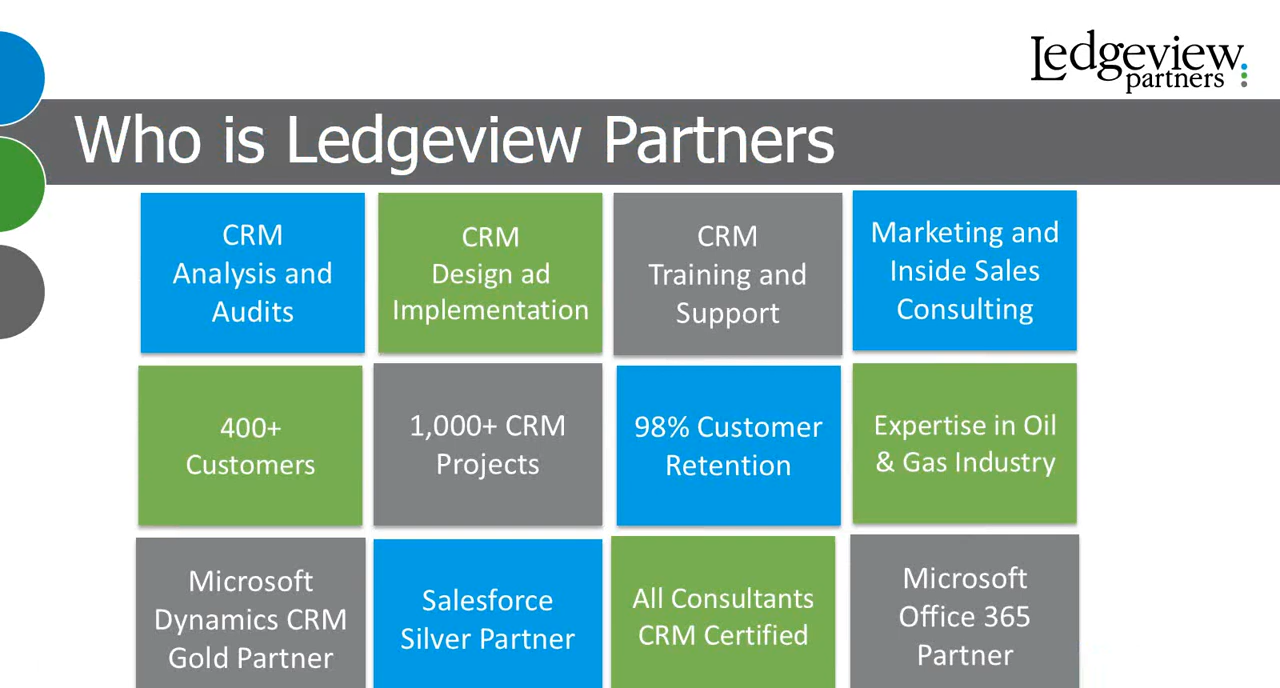 Ledgeview
partners
Who is Ledgeview Partners
CRM
Analysis and
Audits
CRM
Design ad
Implementation
CRM
Training and
Support
Marketing and
Inside Sales
Consulting
400+
Customers
1,000+ CRM
Projects
98% Customer
Retention
Expertise in Oil
& Gas Industry
Microsoft
Dynamics CRM
Gold Partner
Salesforce
Silver Partner
All Consultants
CRM Certified
Microsoft
Office 365
Partner